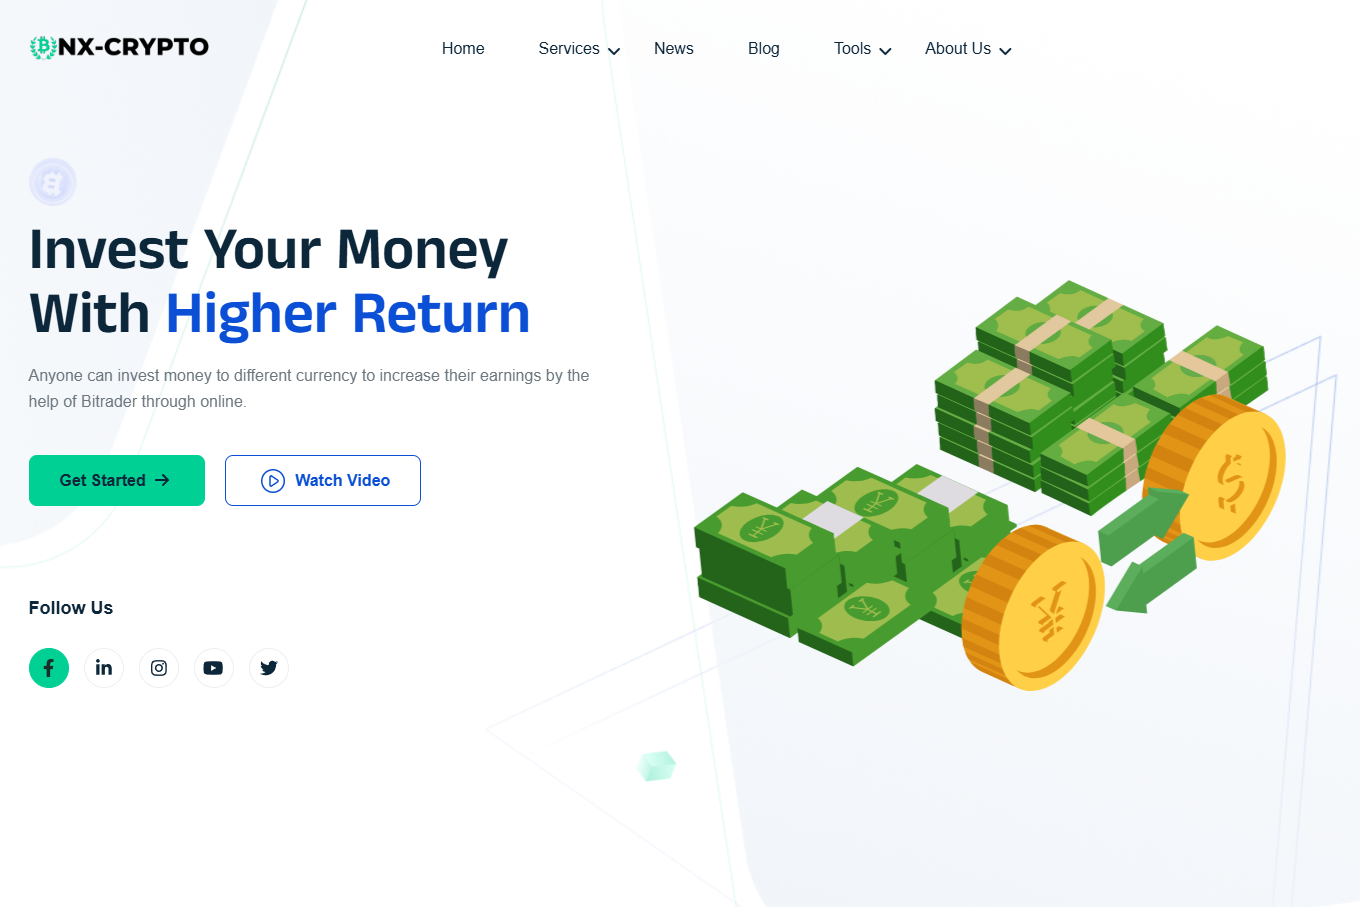 NX-CRYPTO
Home
Services
News
Blog
Tools
About Us
Invest Your Money
With Higher Return
Anyone can invest money to different currency to increase their earnings by the
help of Bitrader through online.
Get Started
Watch Video
Follow Us